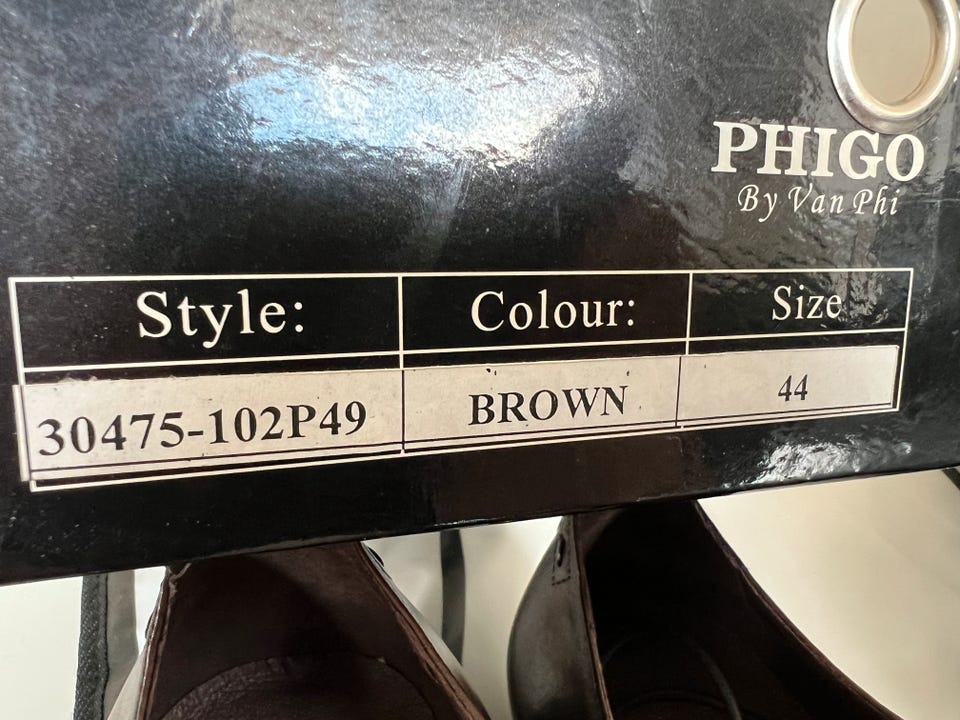 PHIGO
By Van Phi
Style: Colour: Size
30475-102P49 BROWN 44